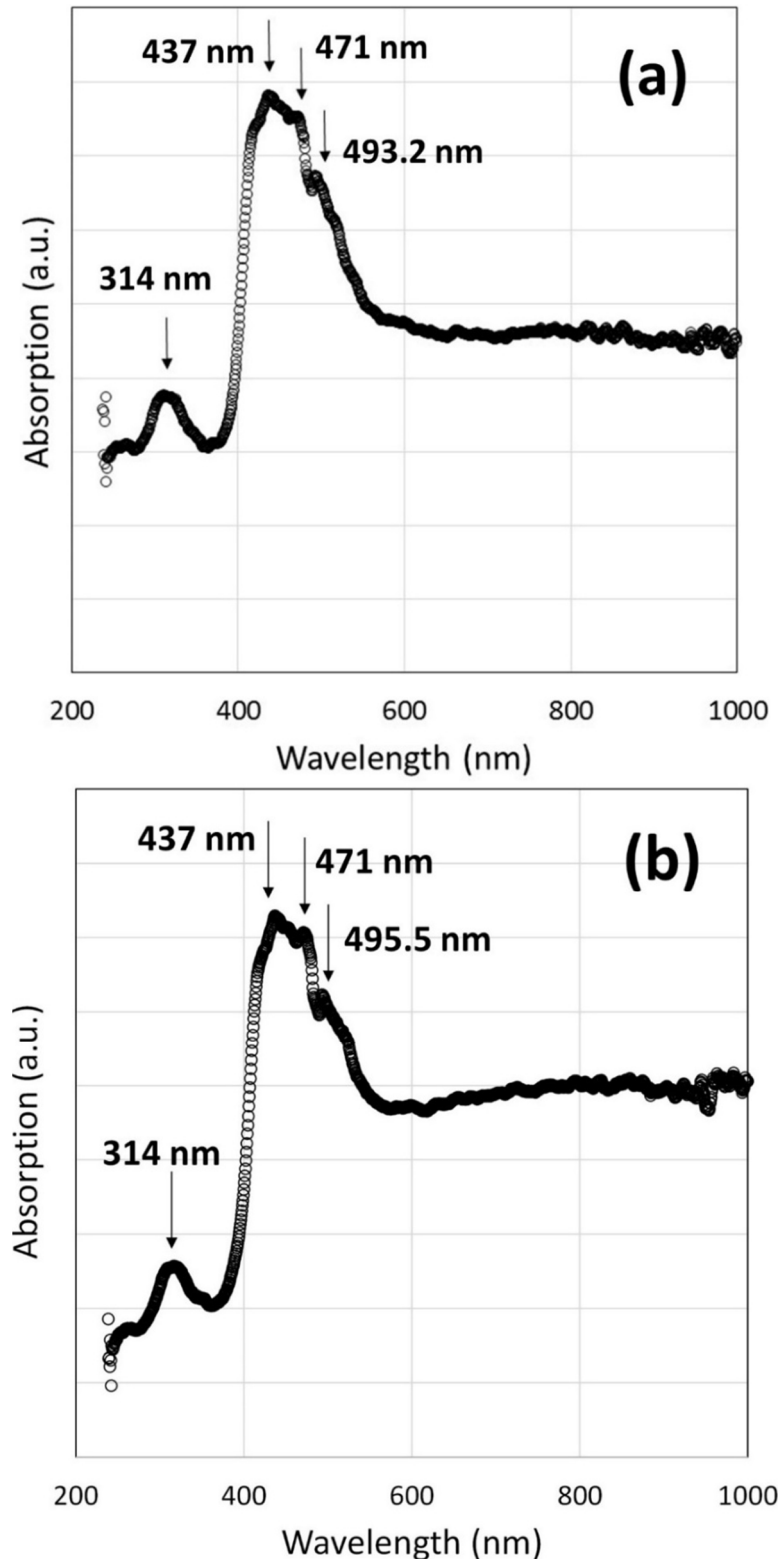 437 nm
471 nm
(a)
493.2 nm
314 nm
Absorption (a.u.)
200
400
600
800
1000
Wavelength (nm)
437 nm
471 nm
(b)
495.5 nm
314 nm
Absorption (a.u.)
200
400
600
800
1000
Wavelength (nm)